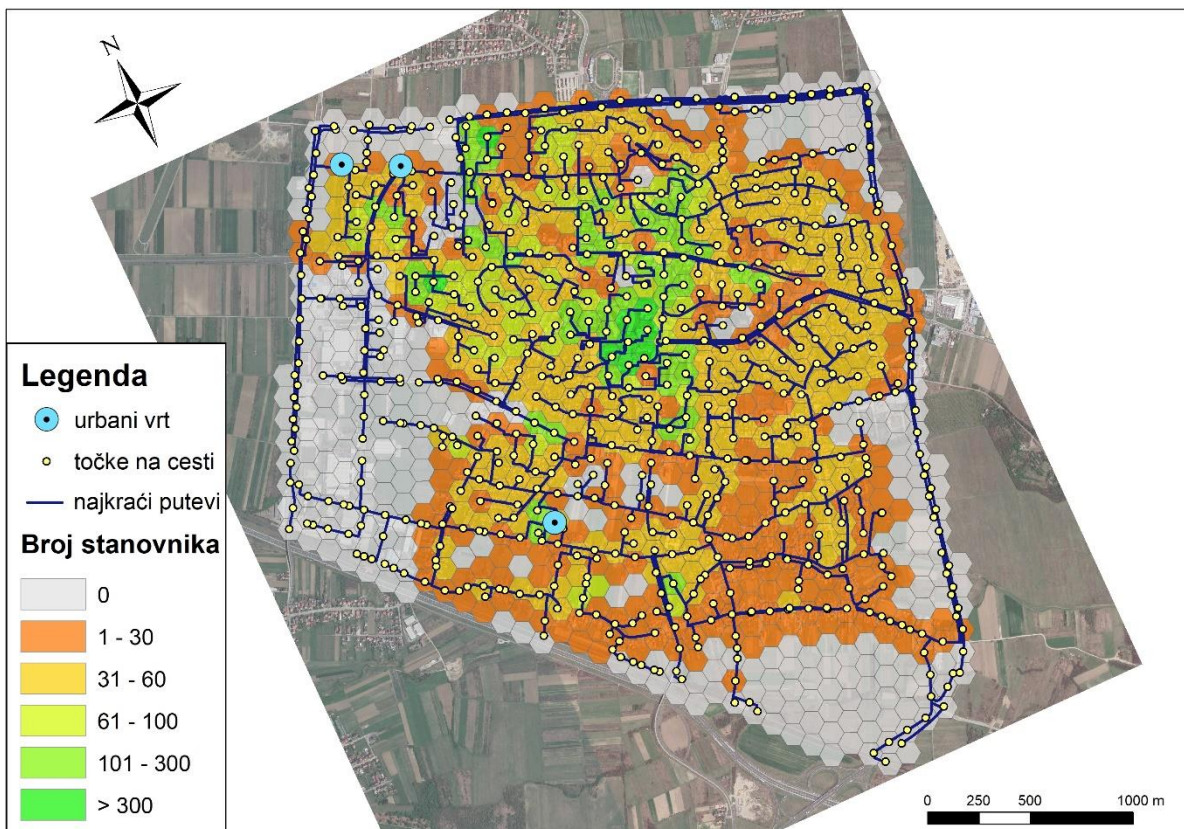 N
Legenda
urbani vrt
točke na cesti
najkraći putevi
Broj stanovnika
0
1 - 30
31 - 60
61 - 100
101 - 300
> 300
0 250 500 1000 m